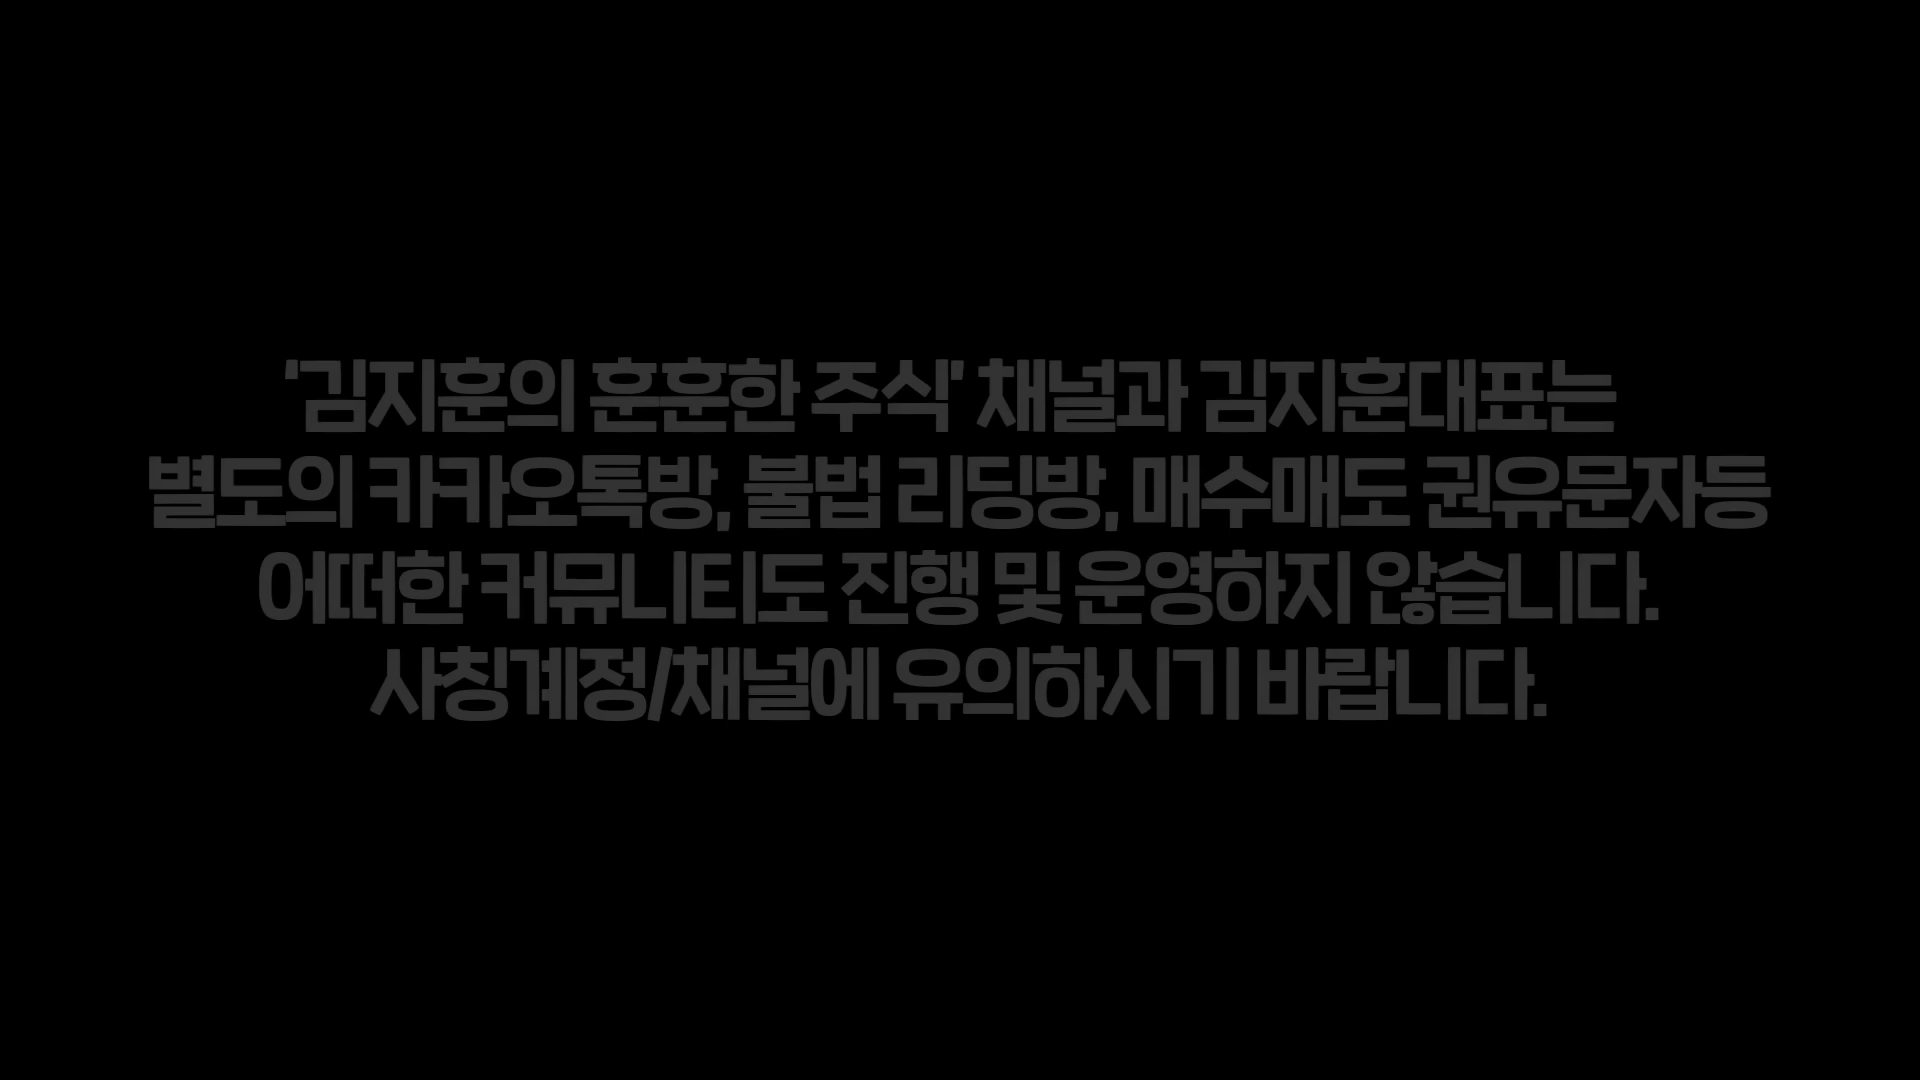 '김지훈의 훈훈한 주식' 채널과 김지훈대표는
별도의 카카오톡방, 불법 리딩방, 매수매도 권유문자등
어떠한 커뮤니티도 진행 및 운영하지 않습니다.
사칭계정/채널에 유의하시기 바랍니다.